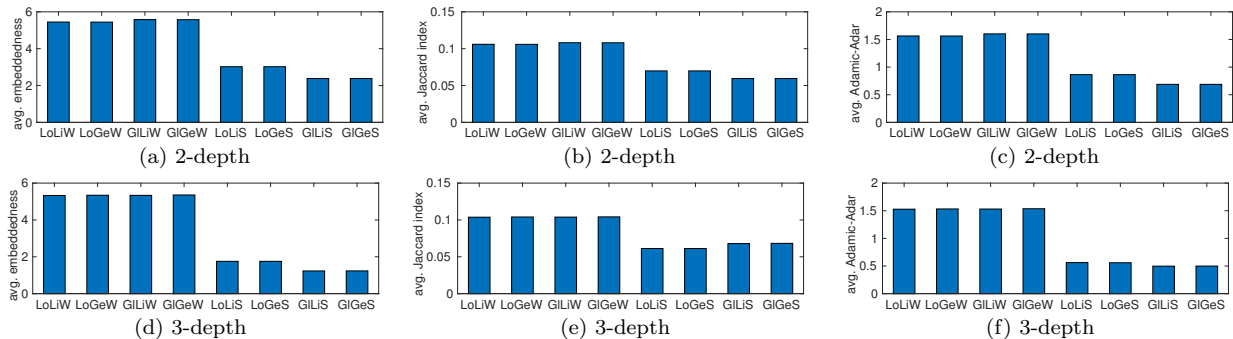 avg. embeddedness
6
4
2
0
LoLiW LoGeW GlLiW GlGeW LoLiS LoGeS GlLiS GlGeS
(a) 2-depth
avg. Jaccard index
0.15
0.1
0.05
0
LoLiW LoGeW GlLiW GlGeW LoLiS LoGeS GlLiS GlGeS
(b) 2-depth
avg. Adamic-Adar
2
1.5
1
0.5
0
LoLiW LoGeW GlLiW GlGeW LoLiS LoGeS GlLiS GlGeS
(c) 2-depth
avg. embeddedness
6
4
2
0
LoLiW LoGeW GlLiW GlGeW LoLiS LoGeS GlLiS GlGeS
(d) 3-depth
avg. Jaccard index
0.15
0.1
0.05
0
LoLiW LoGeW GlLiW GlGeW LoLiS LoGeS GlLiS GlGeS
(e) 3-depth
avg. Adamic-Adar
2
1.5
1
0.5
0
LoLiW LoGeW GlLiW GlGeW LoLiS LoGeS GlLiS GlGeS
(f) 3-depth